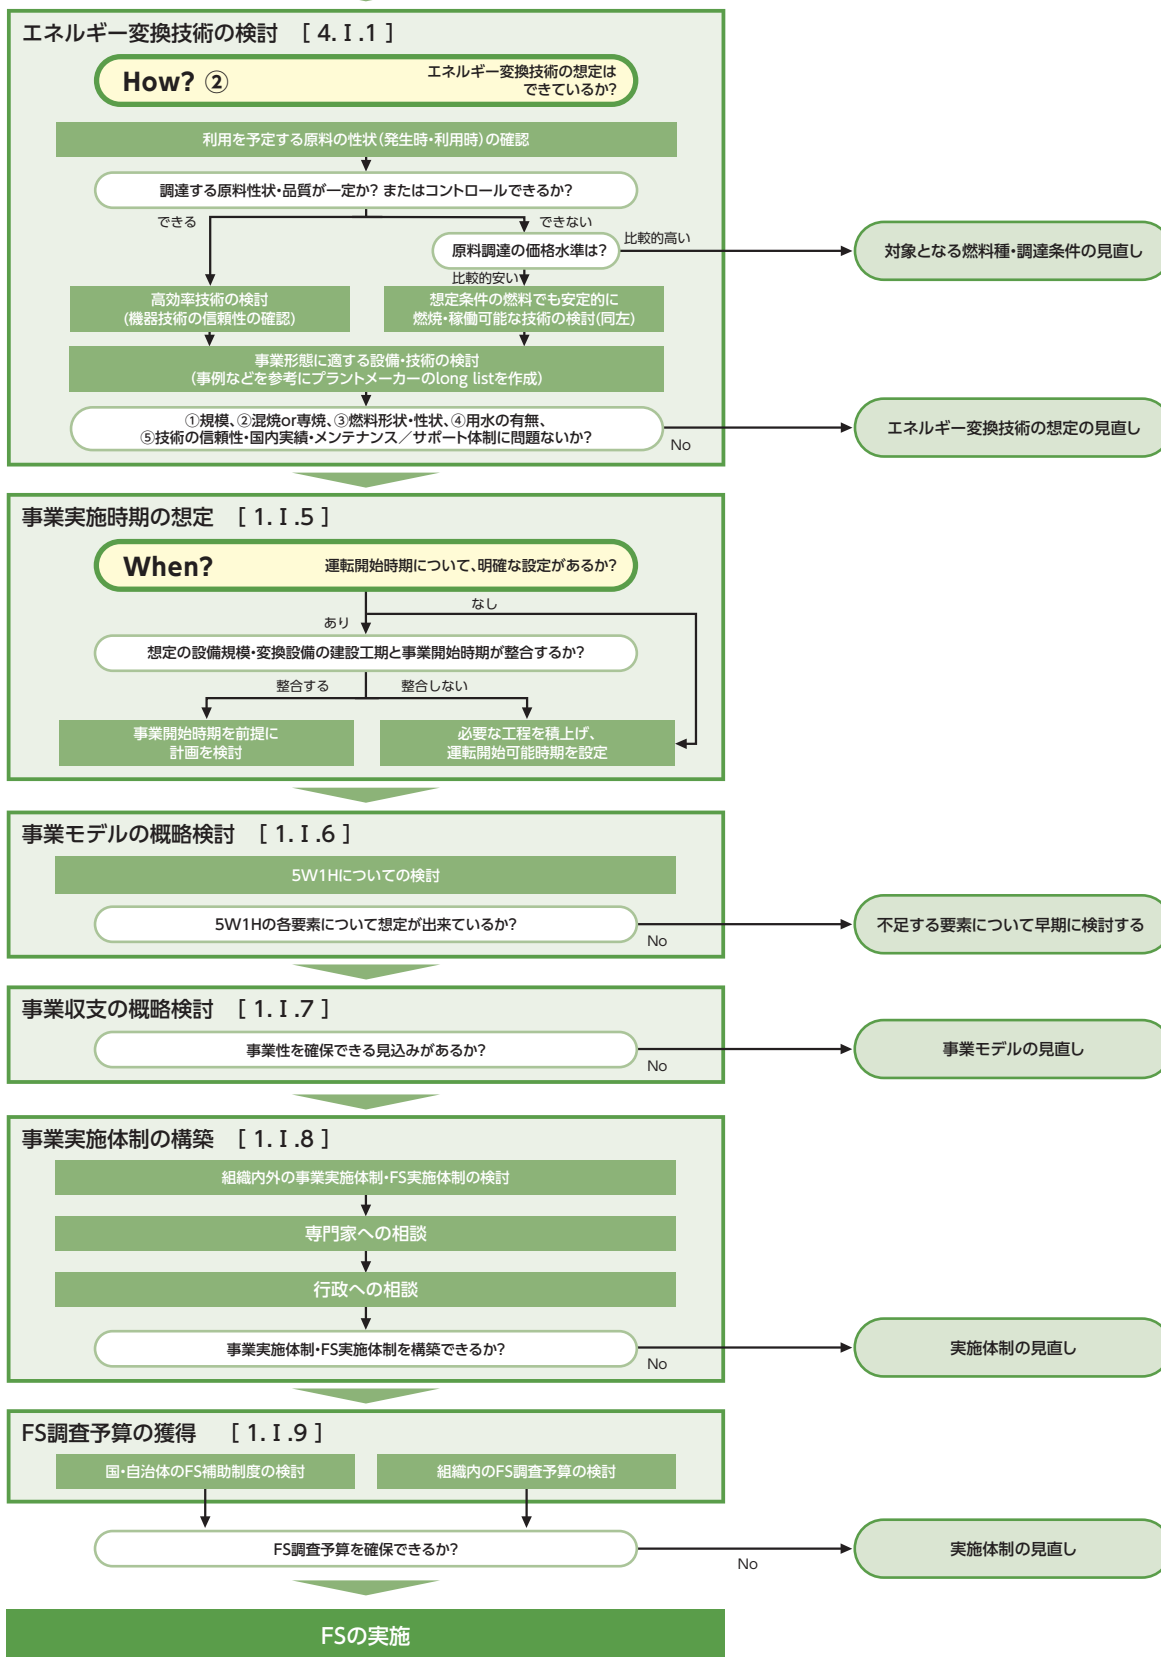 エネルギー変換技術の検討 [ 4. I .1 ]
How? ②
エネルギー変換技術の想定は
できているか?
利用を予定する原料の性状(発生時・利用時)の確認
調達する原料性状・品質が一定か? またはコントロールできるか?
できる
できない
原料調達の価格水準は?
比較的高い
対象となる燃料種・調達条件の見直し
比較的安い
高効率技術の検討
(機器技術の信頼性の確認)
想定条件の燃料でも安定的に
燃焼・稼働可能な技術の検討(同左)
事業形態に適する設備・技術の検討
(事例などを参考にプラントメーカーのlong listを作成)
①規模、②混焼or専焼、③燃料形状・性状、④用水の有無、
⑤技術の信頼性・国内実績・メンテナンス/サポート体制に問題ないか?
No
エネルギー変換技術の想定の見直し
事業実施時期の想定 [ 1. I .5 ]
When?
運転開始時期について、明確な設定があるか?
なし
あり
想定の設備規模・変換設備の建設工期と事業開始時期が整合するか?
整合する
整合しない
事業開始時期を前提に
計画を検討
必要な工程を積上げ、
運転開始可能時期を設定
事業モデルの概略検討 [ 1. I .6 ]
5W1Hについての検討
5W1Hの各要素について想定が出来ているか?
No
不足する要素について早期に検討する
事業収支の概略検討 [ 1. I .7 ]
事業性を確保できる見込みがあるか?
No
事業モデルの見直し
事業実施体制の構築 [ 1. I .8 ]
組織内外の事業実施体制・FS実施体制の検討
専門家への相談
行政への相談
事業実施体制・FS実施体制を構築できるか?
No
実施体制の見直し
FS調査予算の獲得 [ 1. I .9 ]
国・自治体のFS補助制度の検討
組織内のFS調査予算の検討
FS調査予算を確保できるか?
No
実施体制の見直し
FSの実施